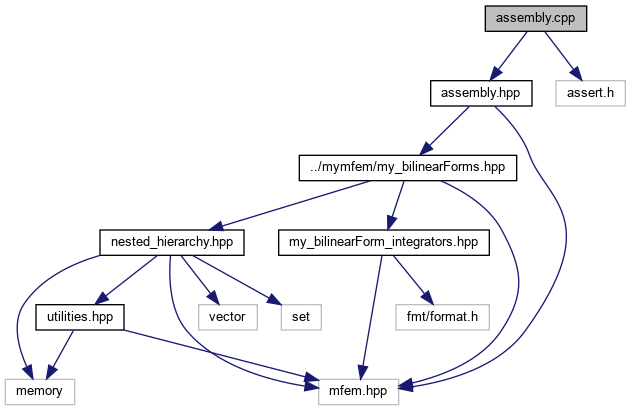 assembly.cpp
assembly.hpp
assert.h
../mymfem/my_bilinearForms.hpp
nested_hierarchy.hpp
my_bilinearForm_integrators.hpp
utilities.hpp
vector
set
fmt/format.h
memory
mfem.hpp